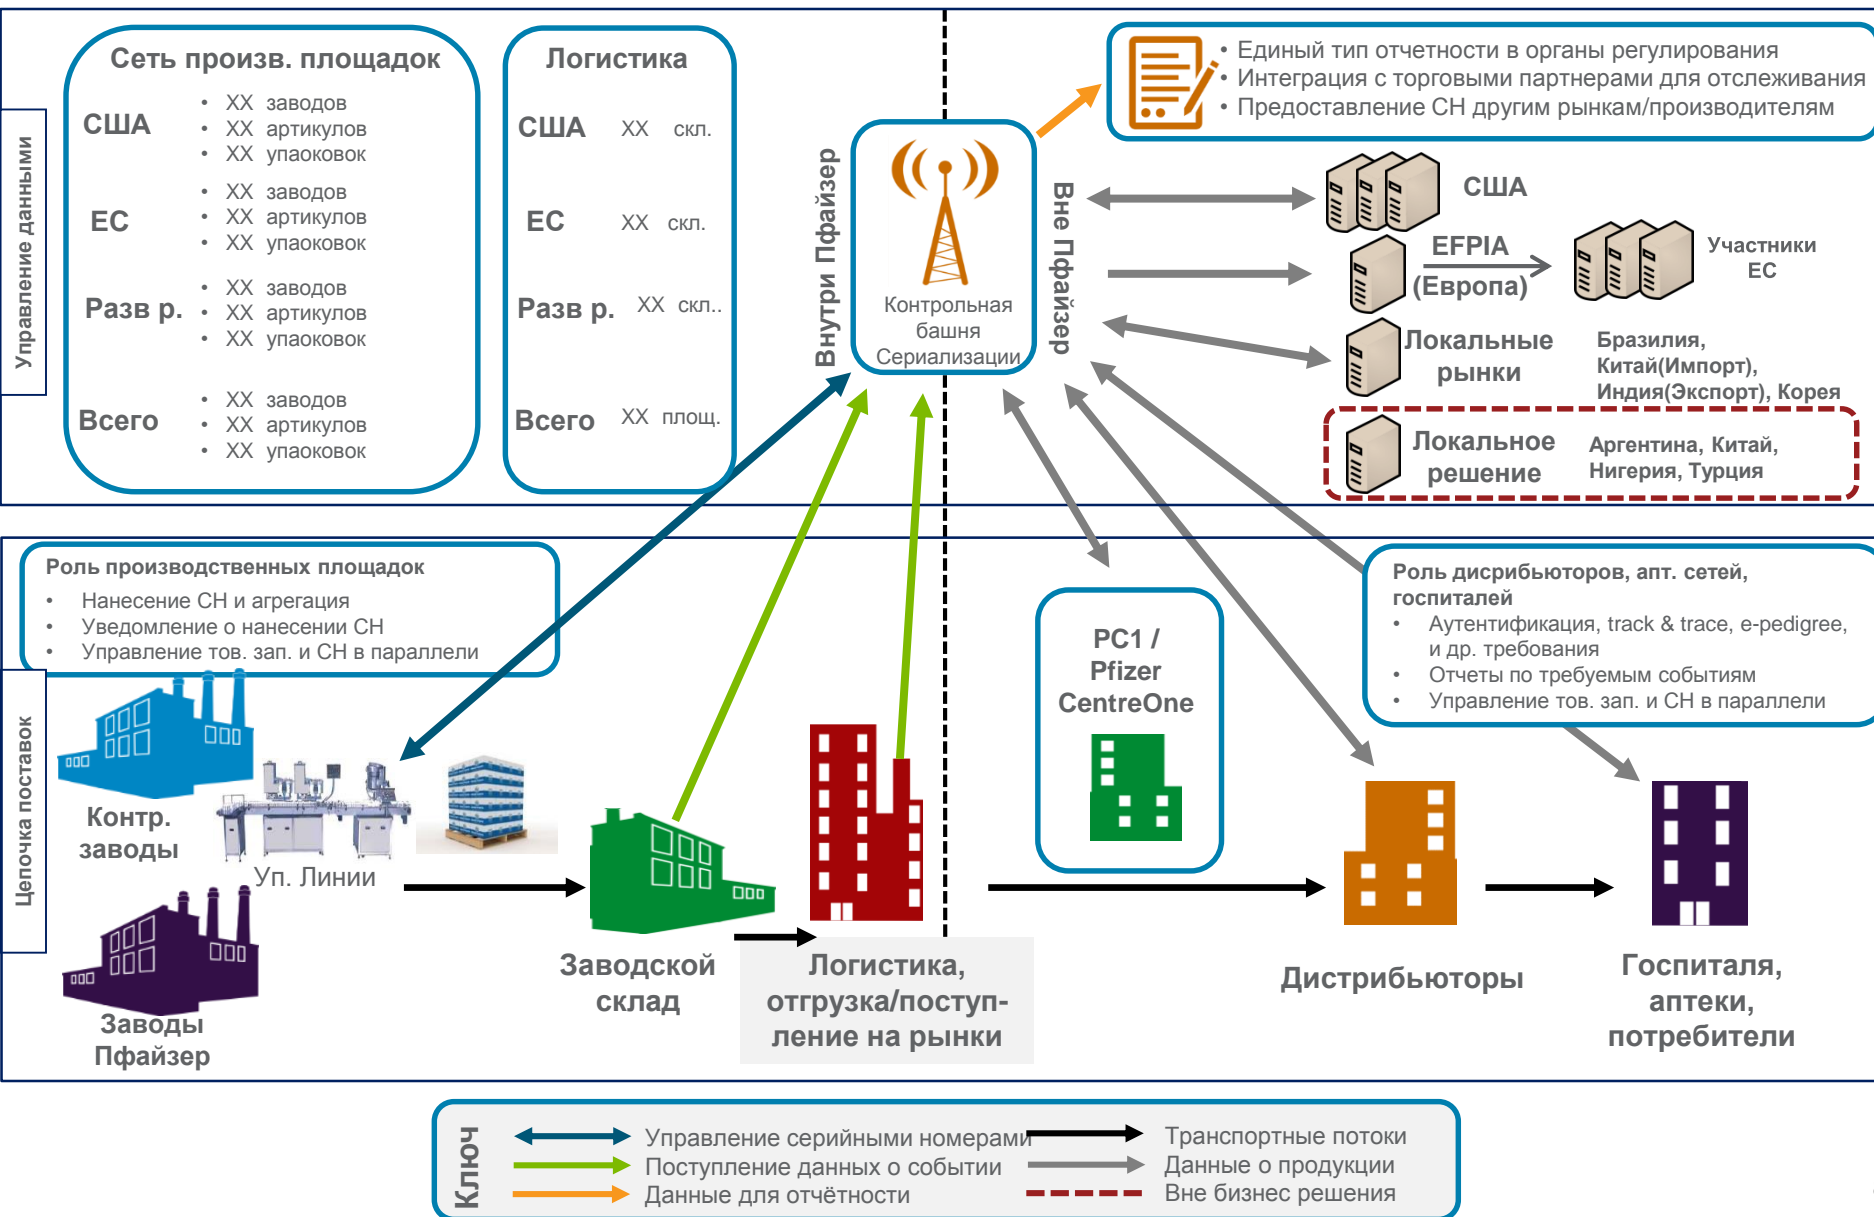 Управление данными
Сеть произв. площадок
США
• XX заводов
• XX артикулов
• XX упаоковок
ЕС
• XX заводов
• XX артикулов
• XX упаоковок
Разв р.
• XX заводов
• XX артикулов
• XX упаоковок
Всего
• XX заводов
• XX артикулов
• XX упаоковок
Логистика
США XX скл.
ЕС XX скл.
Разв р. XX скл..
Всего XX площ.
Внутри Пфайзер
Контрольная
башня
Сериализации
Вне Пфайзер
• Единый тип отчетности в органы регулирования
• Интеграция с торговыми партнерами для отслеживания
• Предоставление СН другим рынкам/производителям
США
EFPIA
(Европа)
Участники
ЕС
Локальные
рынки
Бразилия,
Китай(Импорт),
Индия(Экспорт), Корея
Локальное
решение
Аргентина, Китай,
Нигерия, Турция
Цепочка поставок
Роль производственных площадок
• Нанесение СН и агрегация
• Уведомление о нанесении СН
• Управление тов. зап. и СН в параллели
Контр.
заводы
Уп. Линии
Заводы
Пфайзер
Заводской
склад
Логистика,
отгрузка/поступ-
ление на рынки
PC1 /
Pfizer
CentreOne
Роль дисрибьюторов, апт. сетей,
госпиталей
• Аутентификация, track & trace, e-pedigree,
и др. требования
• Отчеты по требуемым событиям
• Управление тов. зап. и СН в параллели
Дистрибьюторы
Госпиталя,
аптеки,
потребители
Ключ
Управление серийными номерами
Поступление данных о событии
Данные для отчётности
Транспортные потоки
Данные о продукции
Вне бизнес решения